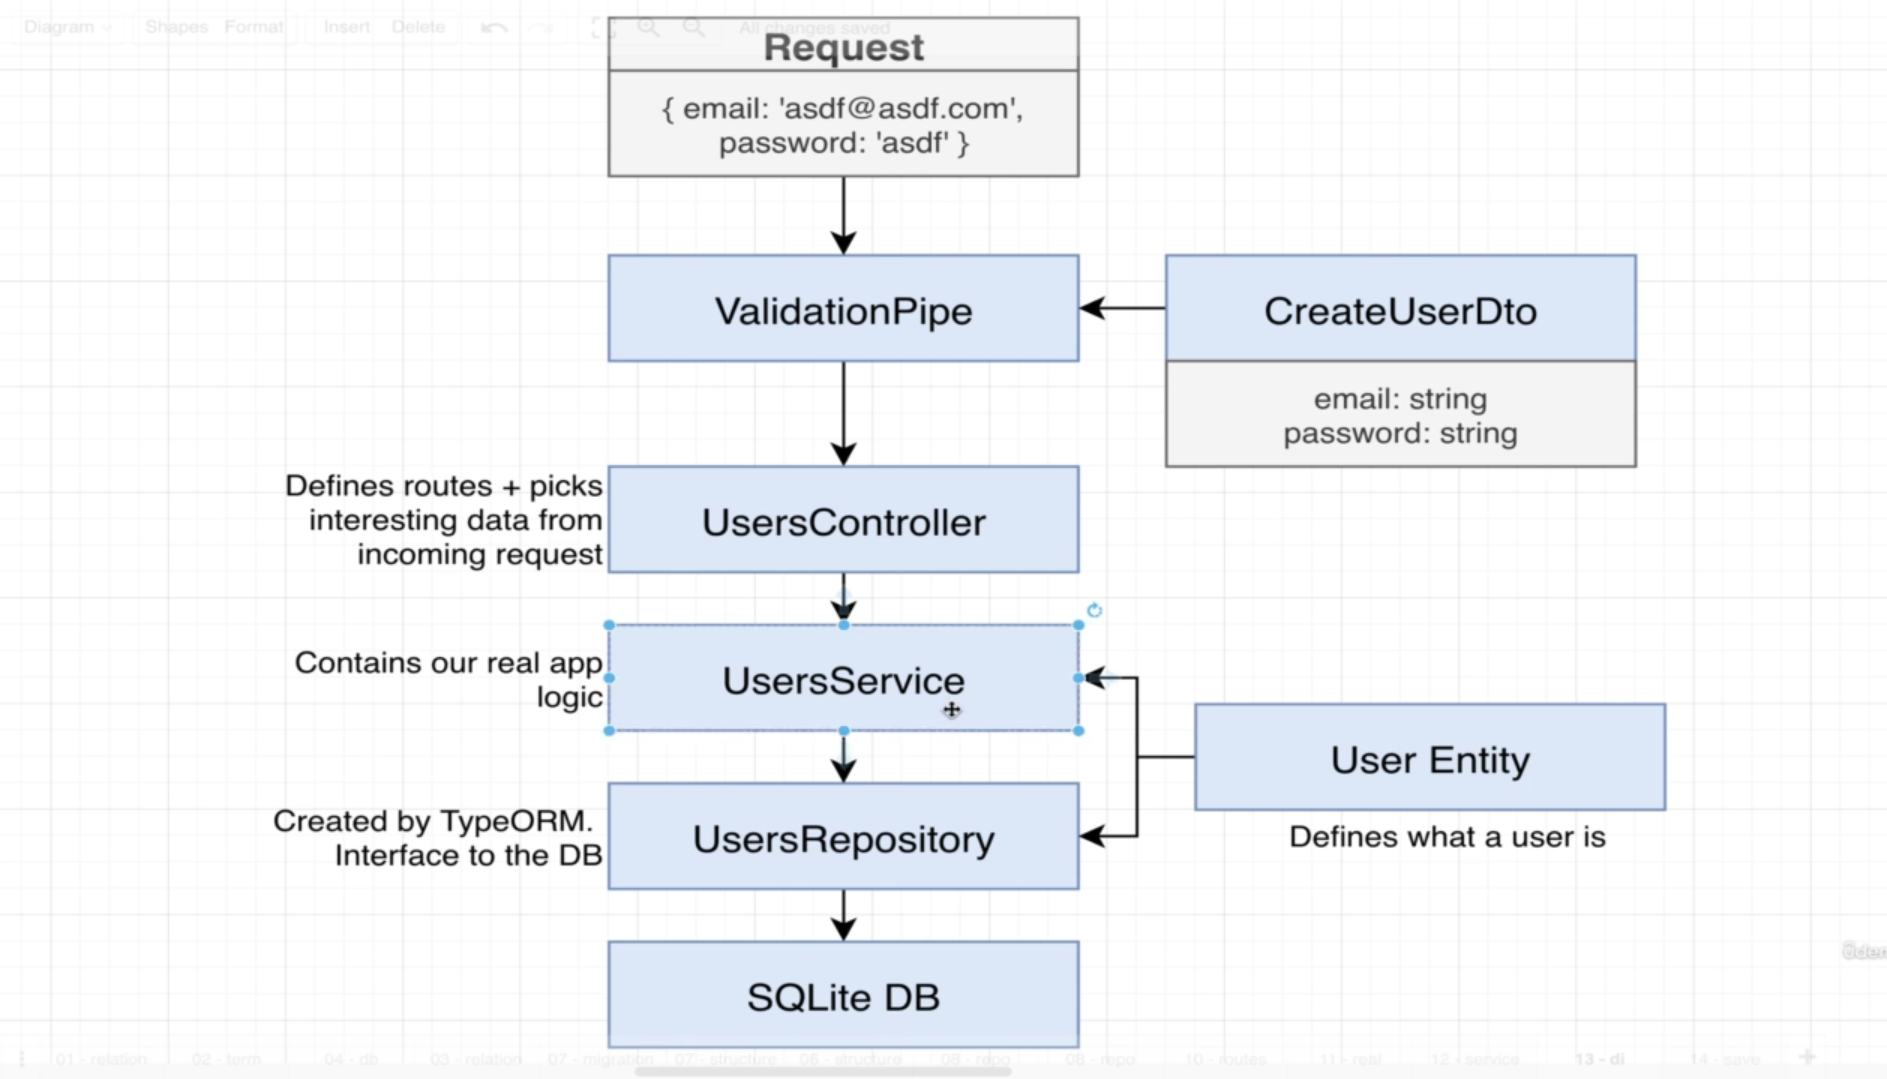 Diagram
Shapes
Format
Insert
Delete
All changes saved
Request
{ email: 'asdf@asdf.com',
password: 'asdf' }
ValidationPipe
CreateUserDto
email: string
password: string
Defines routes + picks
interesting data from
incoming request
UsersController
Contains our real app
logic
UsersService
User Entity
Defines what a user is
Created by TypeORM.
Interface to the DB
UsersRepository
SQLite DB
01 - relation
02 - term
04 - db
03 - relation
07 - migration
07 - structure
06 - structure
08 - repo
08 - repo
10 - routes
11 - real
12 - service
13 - di
14 - save